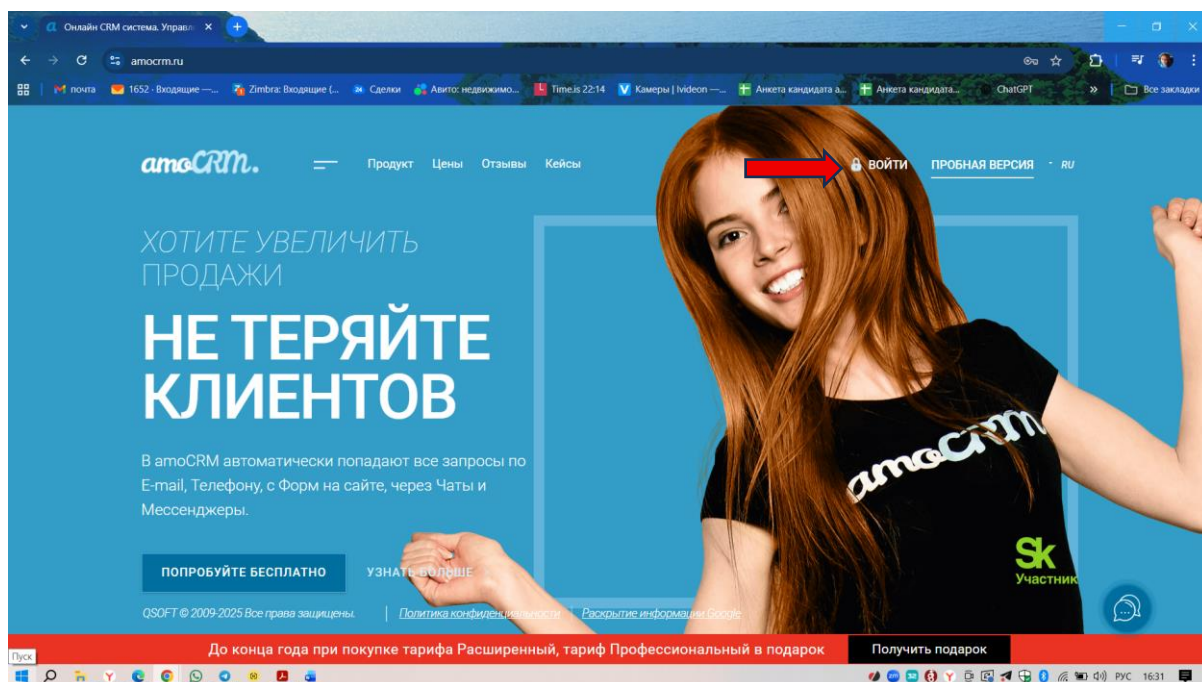 Онлайн CRM система. Управл
amocrm.ru
почта
1652 · Входящие —...
Zimbra: Входящие (...
Сделки
Авито: недвижимо...
Time.is 22:14
Камеры | Ivideon —...
Анкета кандидата а...
Анкета кандидата...
ChatGPT
Все закладки
amoCRM.
Продукт Цены Отзывы Кейсы
ВОЙТИ
ПРОБНАЯ ВЕРСИЯ
RU
ХОТИТЕ УВЕЛИЧИТЬ
ПРОДАЖИ
НЕ ТЕРЯЙТЕ
КЛИЕНТОВ
В amoCRM автоматически попадают все запросы по
E-mail, Телефону, с Форм на сайте, через Чаты и
Мессенджеры.
amoCRM
Sk
Участник
ПОПРОБУЙТЕ БЕСПЛАТНО
УЗНАТЬ БОЛЬШЕ
QSOFT © 2009-2025 Все права защищены.
Политика конфиденциальности
Раскрытие информации Google
До конца года при покупке тарифа Расширенный, тариф Профессиональный в подарок
Получить подарок
Пуск
РУС 16:31